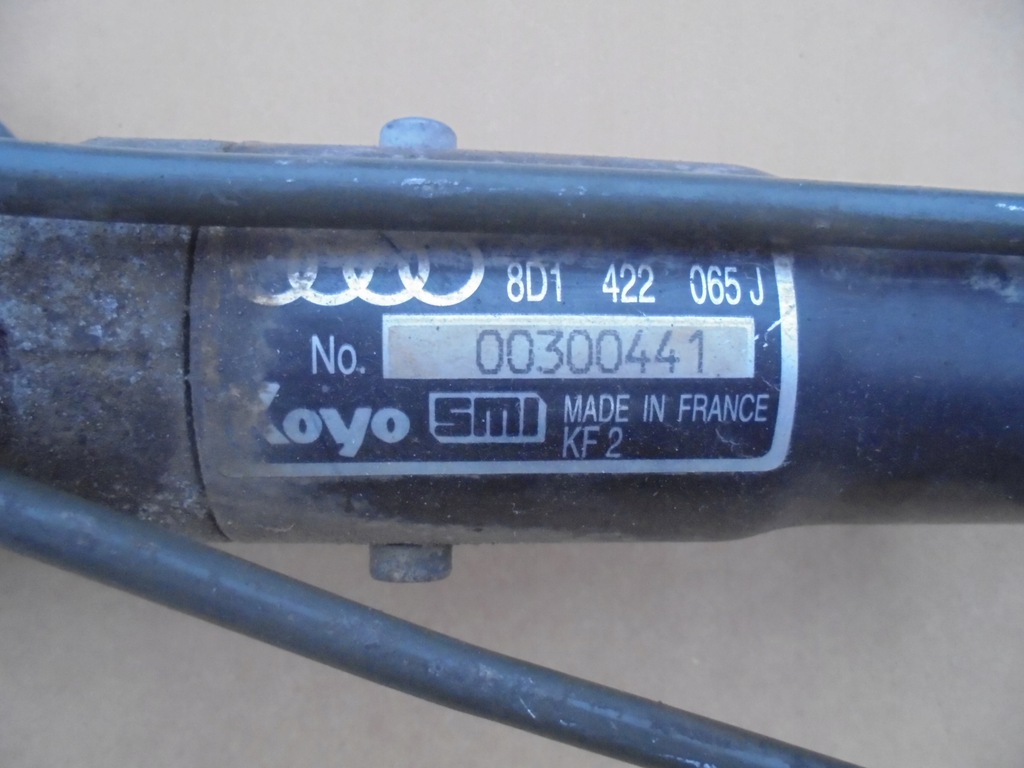 8D1 422 065 J
No. 00300441
Koyo SMI MADE IN FRANCE
KF 2